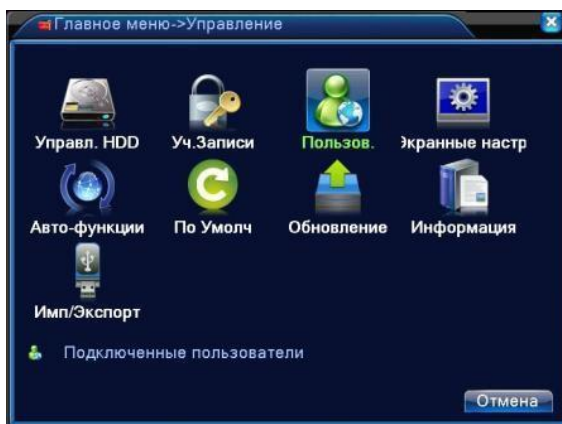 Главное меню->Управление
Управл. HDD Уч.Записи Пользов. Экранные настр
Авто-функции По Умолч Обновление Информация
Имп/Экспорт
Подключенные пользователи
Отмена